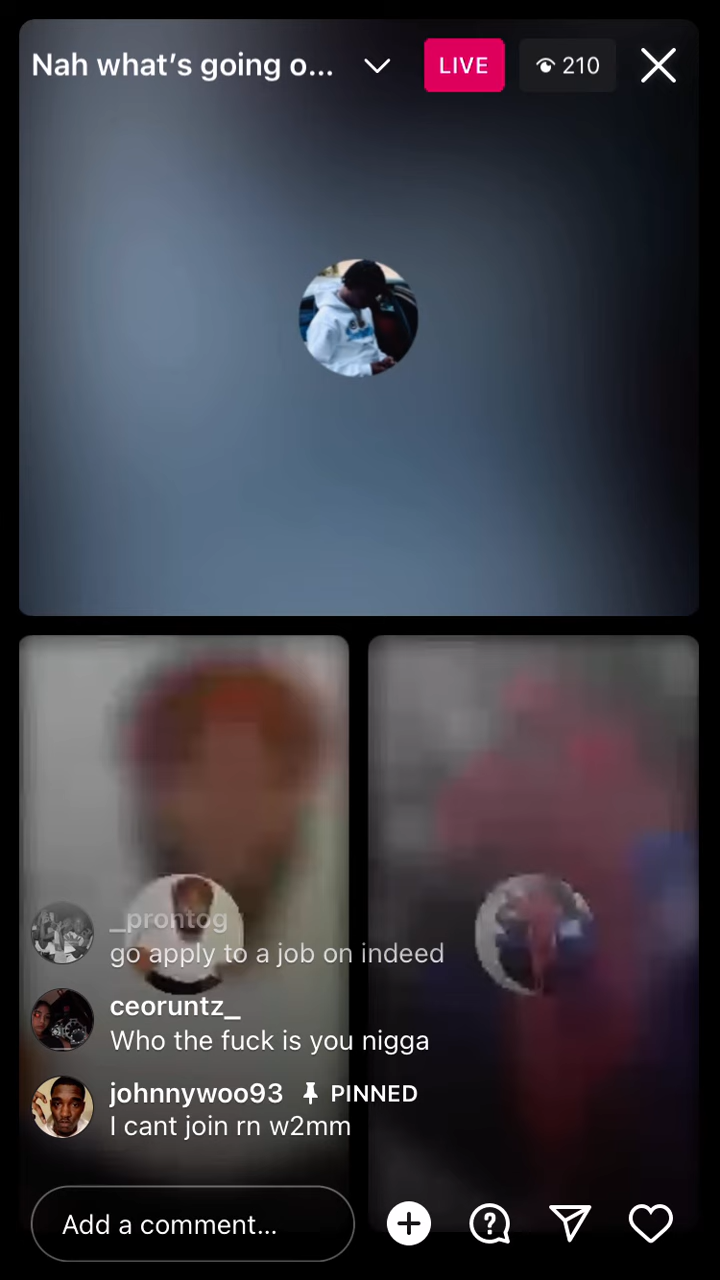 Nah what's going o...
LIVE
210
_prontog
go apply to a job on indeed
ceoruntz_
Who the fuck is you nigga
johnnywoo93 PINNED
I cant join rn w2mm
Add a comment...